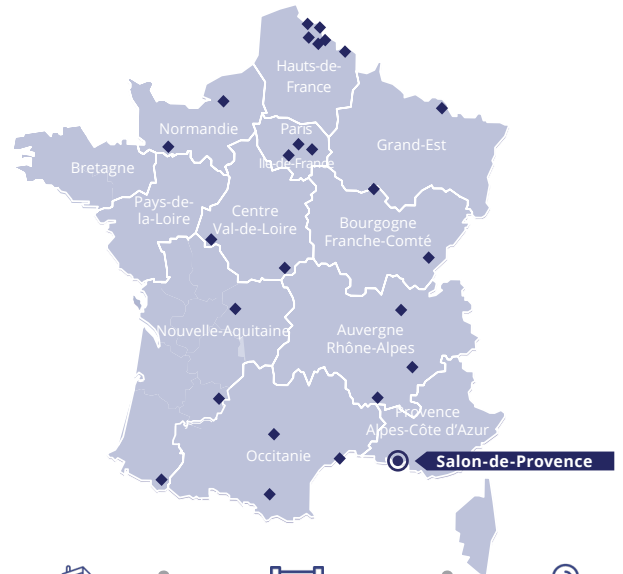 Hauts-de-
France
Normandie
Paris
Ile-de-France
Grand-Est
Bretagne
Pays-de-
la-Loire
Centre
Val-de-Loire
Bourgogne
Franche-Comté
Nouvelle-Aquitaine
Auvergne
Rhône-Alpes
Provence
Alpes-Côte d’Azur
Occitanie
Salon-de-Provence